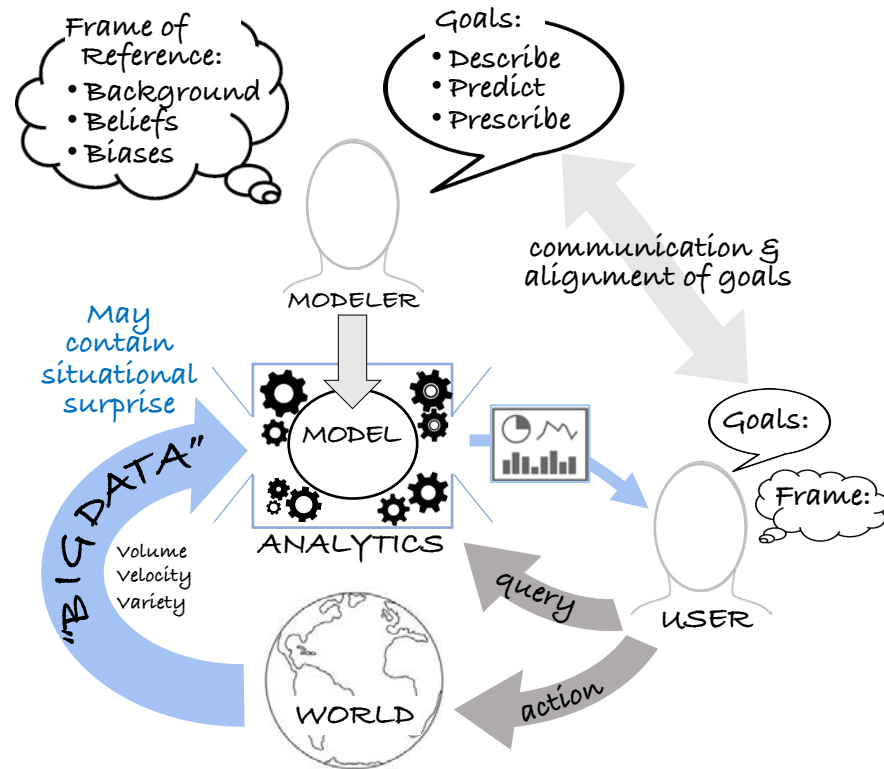 Frame of
Reference:
• Background
• Beliefs
• Biases
Goals:
• Describe
• Predict
• Prescribe
communication &
alignment of goals
MODELER
May
contain
situational
surprise
MODEL
ANALYTICS
"BIG DATA"
Volume
Velocity
Variety
Goals:
Frame:
USER
query
action
WORLD